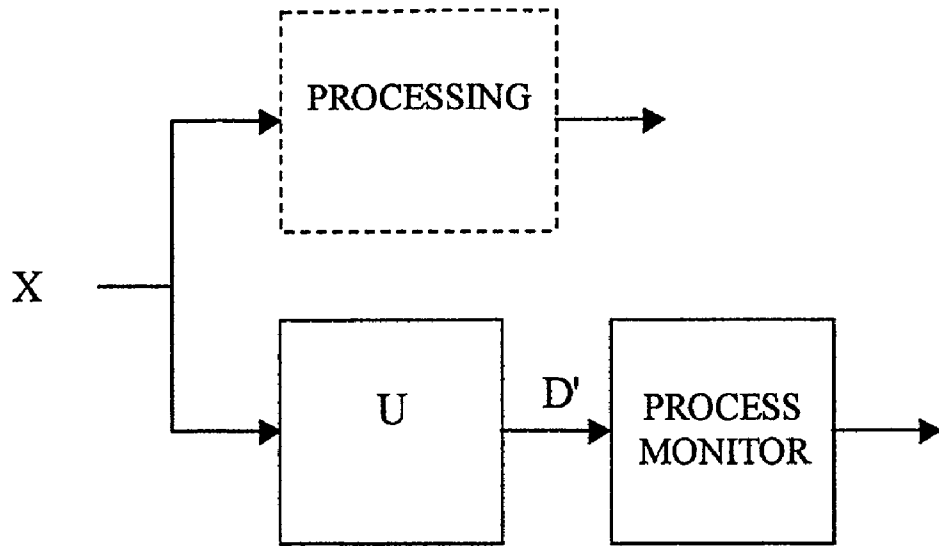 PROCESSING
X
U
D'
PROCESS
MONITOR